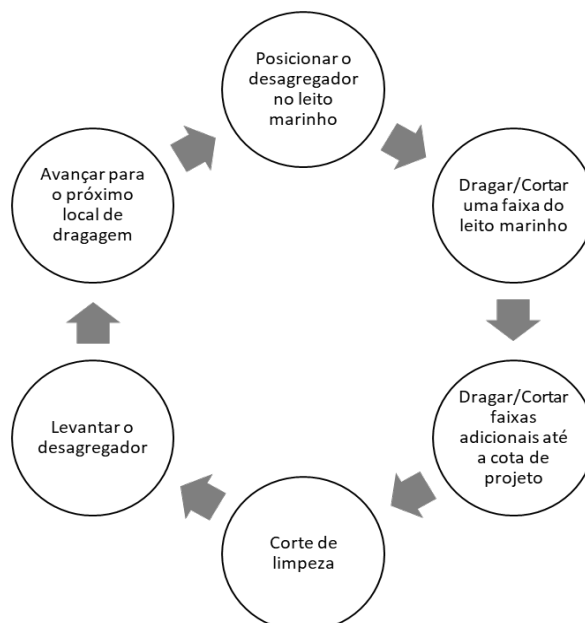 Posicionar o
desagregador
no leito
marinho
Dragar/Cortar
uma faixa do
leito marinho
Dragar/Cortar
faixas
adicionais até
a cota de
projeto
Corte de
limpeza
Levantar o
desagregador
Avançar para
o próximo
local de
dragagem